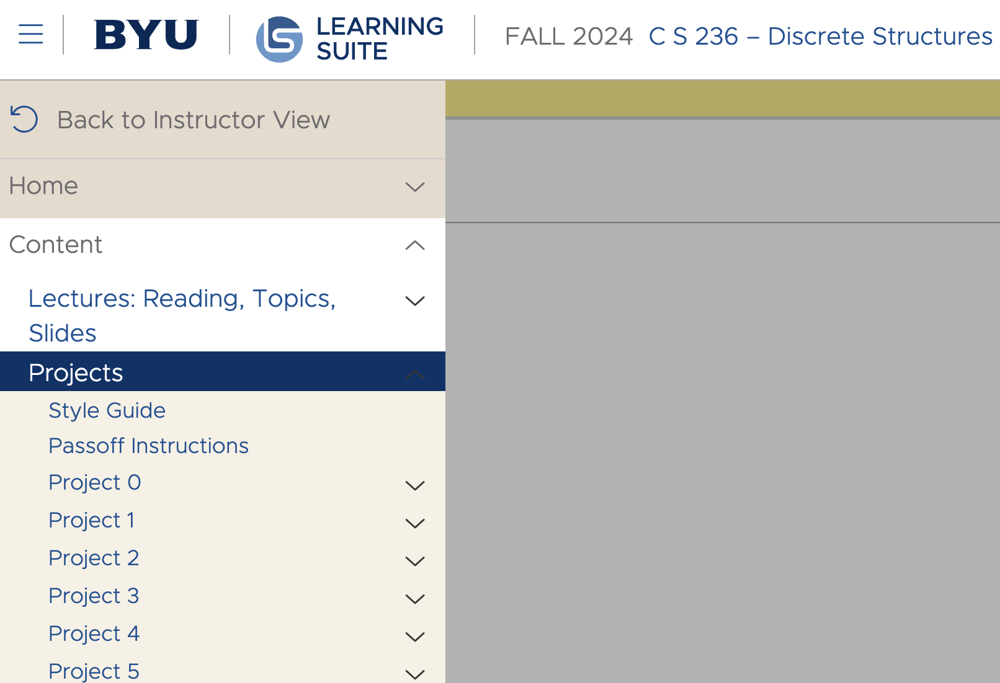 BYU
LEARNING
SUITE
FALL 2024 C S 236 – Discrete Structures
Back to Instructor View
Home
Content
Lectures: Reading, Topics,
Slides
Projects
Style Guide
Passoff Instructions
Project 0
Project 1
Project 2
Project 3
Project 4
Project 5